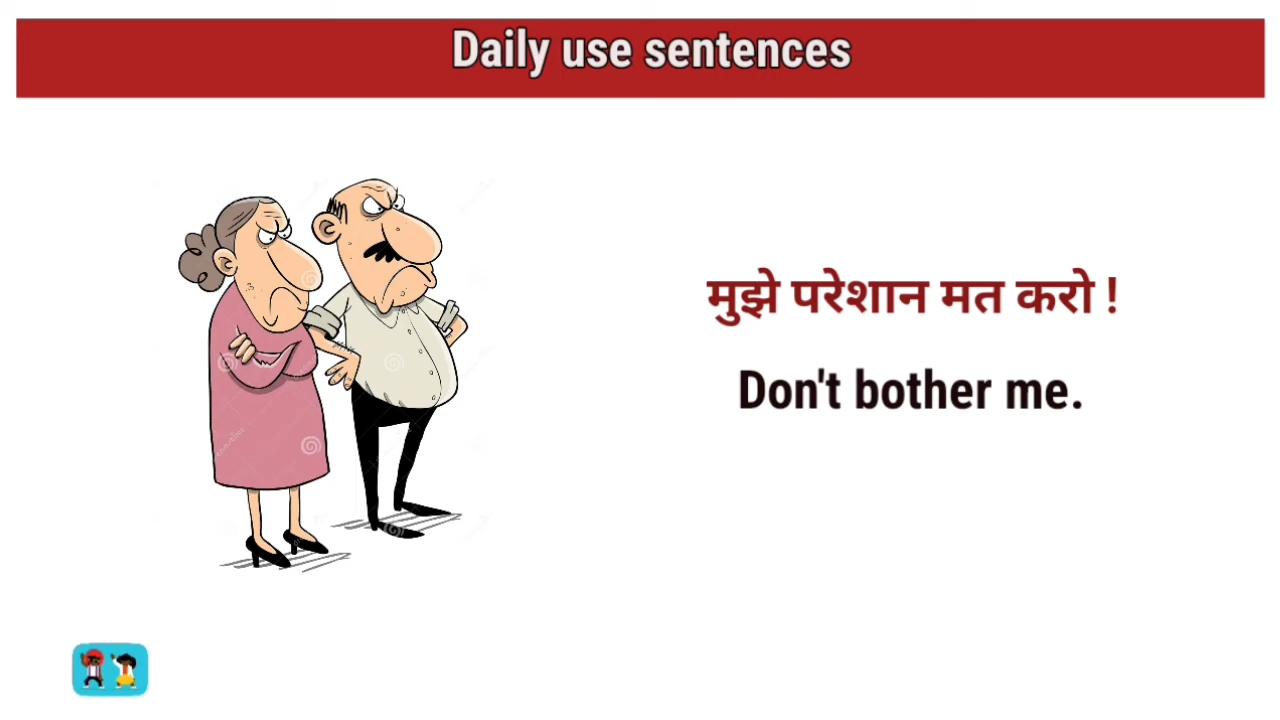 Daily use sentences
मुझे परेशान मत करो !
Don't bother me.